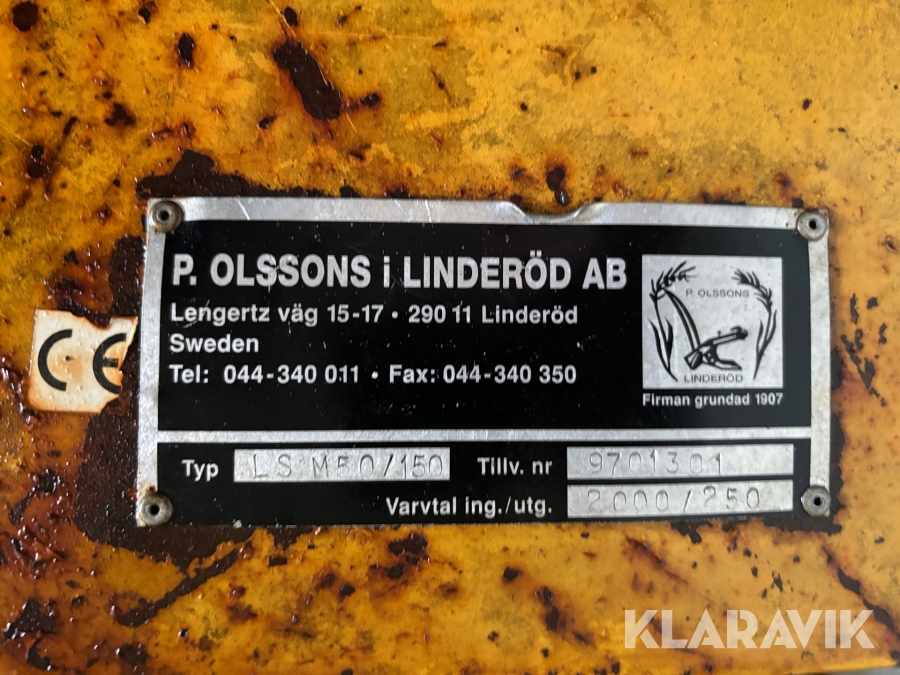 P. OLSSONS i LINDERÖD AB
Lengertz väg 15-17 • 290 11 Linderöd
Sweden
Tel: 044-340 011 • Fax: 044-340 350
P. OLSSONS
LINDERÖD
Firman grundad 1907
CE
Typ LS M50/150 Tillv. nr 9701301
Varvtal ing./utg. 2000/250
KLARAVIK